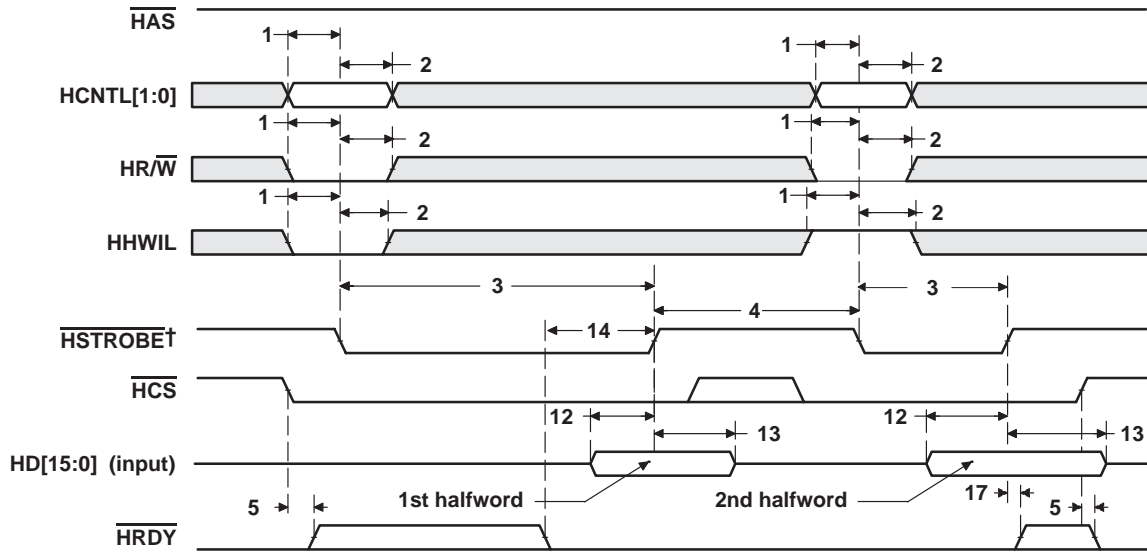 HAS
1
2
1
2
HCNTL[1:0]
1
2
1
2
HR/W
1
2
1
2
HHWIL
3
4
3
HSTROBE†
14
HCS
12
13
12
13
HD[15:0] (input)
1st halfword
2nd halfword
5
17
5
HRDY